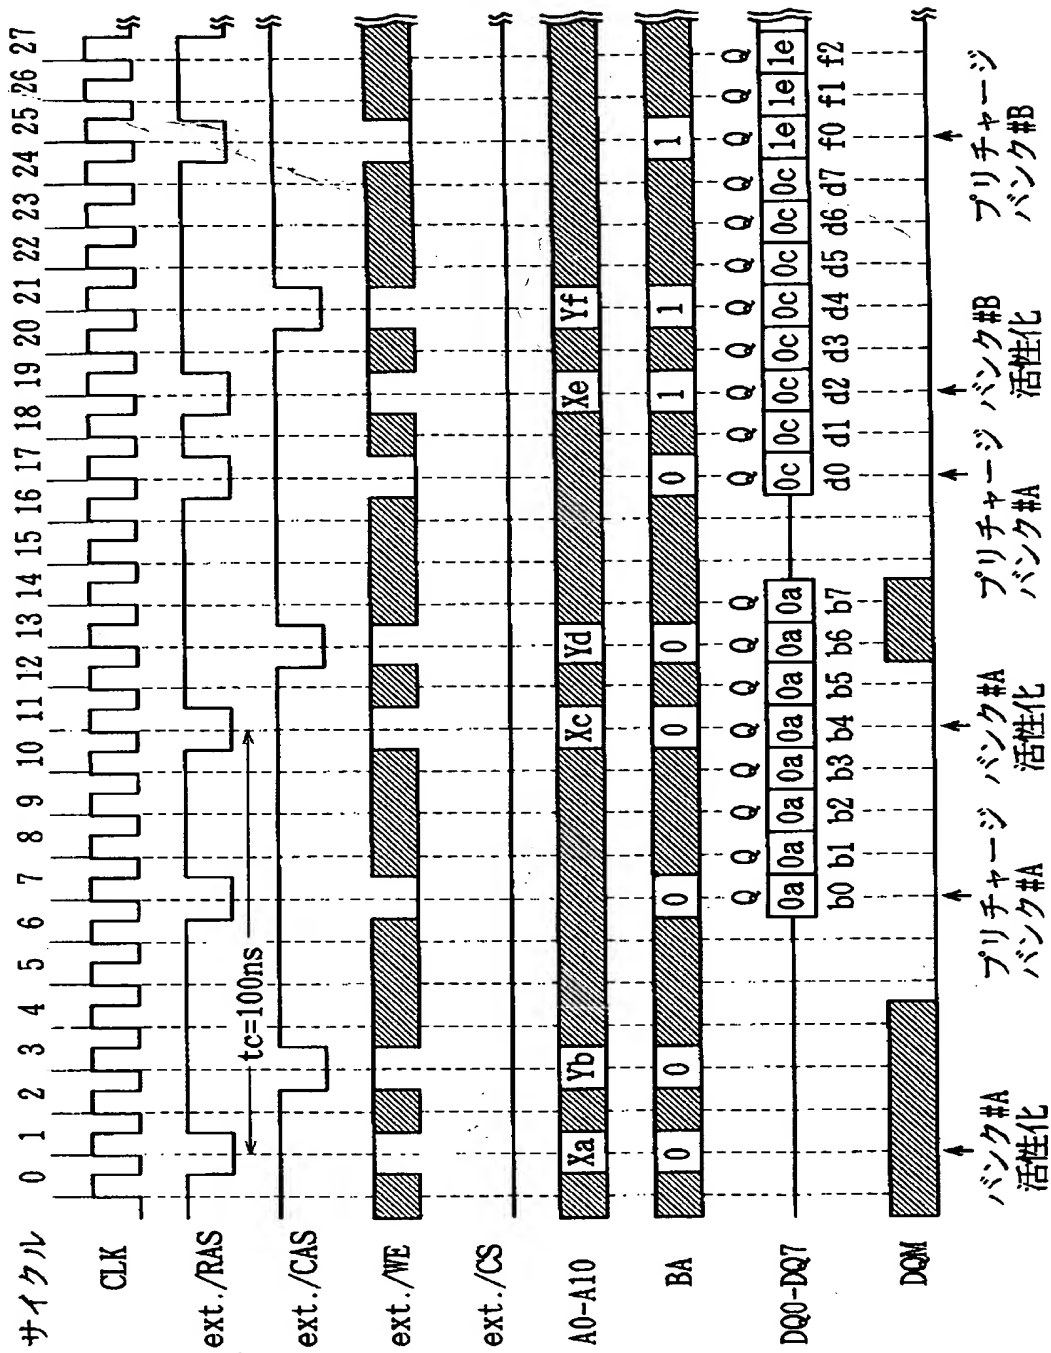 サイクル 0 1 2 3 4 5 6 7 8 9 10 11 12 13 14 15 16 17 18 19 20 21 22 23 24 25 26 27
CLK
ext./RAS
tc=100ns
ext./CAS
ext./WE
ext./CS
A0-A10 Xa Yb Xc Yd Xe Yf
BA 0 0 0 0 0 0 1 1 1
Q Q Q Q Q Q Q Q Q Q Q Q Q Q Q Q Q Q Q
DQ0-DQ7 0a 0a 0a 0a 0a 0a 0a 0a 0c 0c 0c 0c 0c 0c 0c 0c 1e 1e 1e
b0 b1 b2 b3 b4 b5 b6 b7 d0 d1 d2 d3 d4 d5 d6 d7 f0 f1 f2
DQM
バンク#A
活性化
プリチャージ
バンク#A
バンク#A
活性化
プリチャージ
バンク#A
バンク#B
活性化
プリチャージ
バンク#B